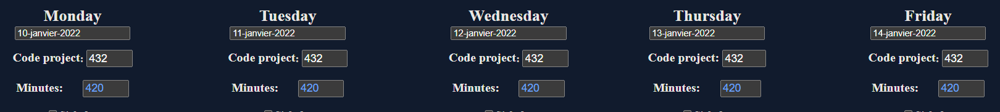 Monday Tuesday Wednesday Thursday Friday
10-janvier-2022 11-janvier-2022 12-janvier-2022 13-janvier-2022 14-janvier-2022
Code project: 432 Code project: 432 Code project: 432 Code project: 432 Code project: 432
Minutes: 420 Minutes: 420 Minutes: 420 Minutes: 420 Minutes: 420